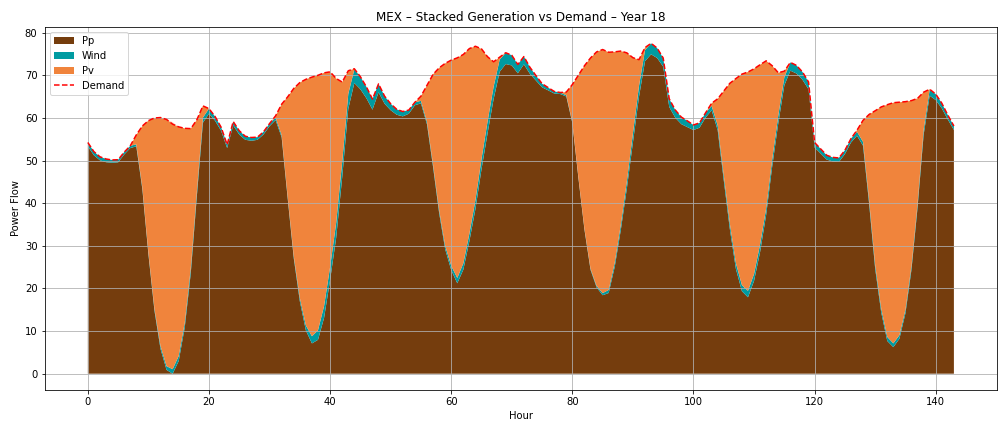 MEX – Stacked Generation vs Demand – Year 18
Pp
Wind
Pv
Demand
Power Flow
80
70
60
50
40
30
20
10
0
0 20 40 60 80 100 120 140
Hour